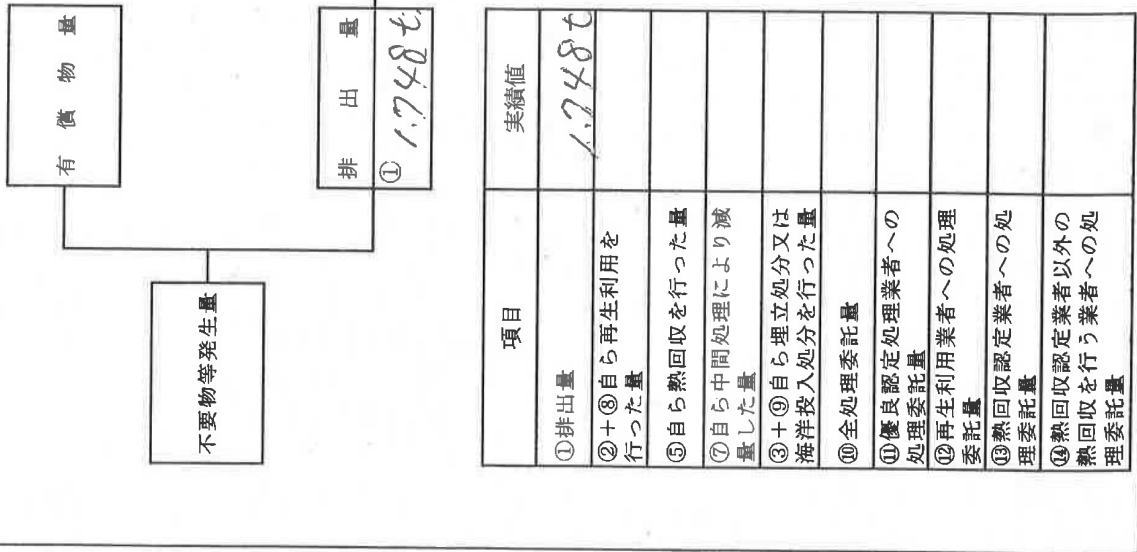 有償物量
不要物等発生量
排出量
① 1.748t
項目
実績値
①排出量
1.748t
②+⑧自ら再生利用を
行った量
⑤自ら熱回収を行った量
⑦自ら中間処理により減
量した量
③+⑨自ら埋立処分又は
海洋投入処分を行った量
⑩全処理委託量
⑪優良認定処理業者への
処理委託量
⑫再生利用業者への処理
委託量
⑬熱回収認定業者への処
理委託量
⑭熱回収認定業者以外の
熱回収を行う業者への処
理委託量